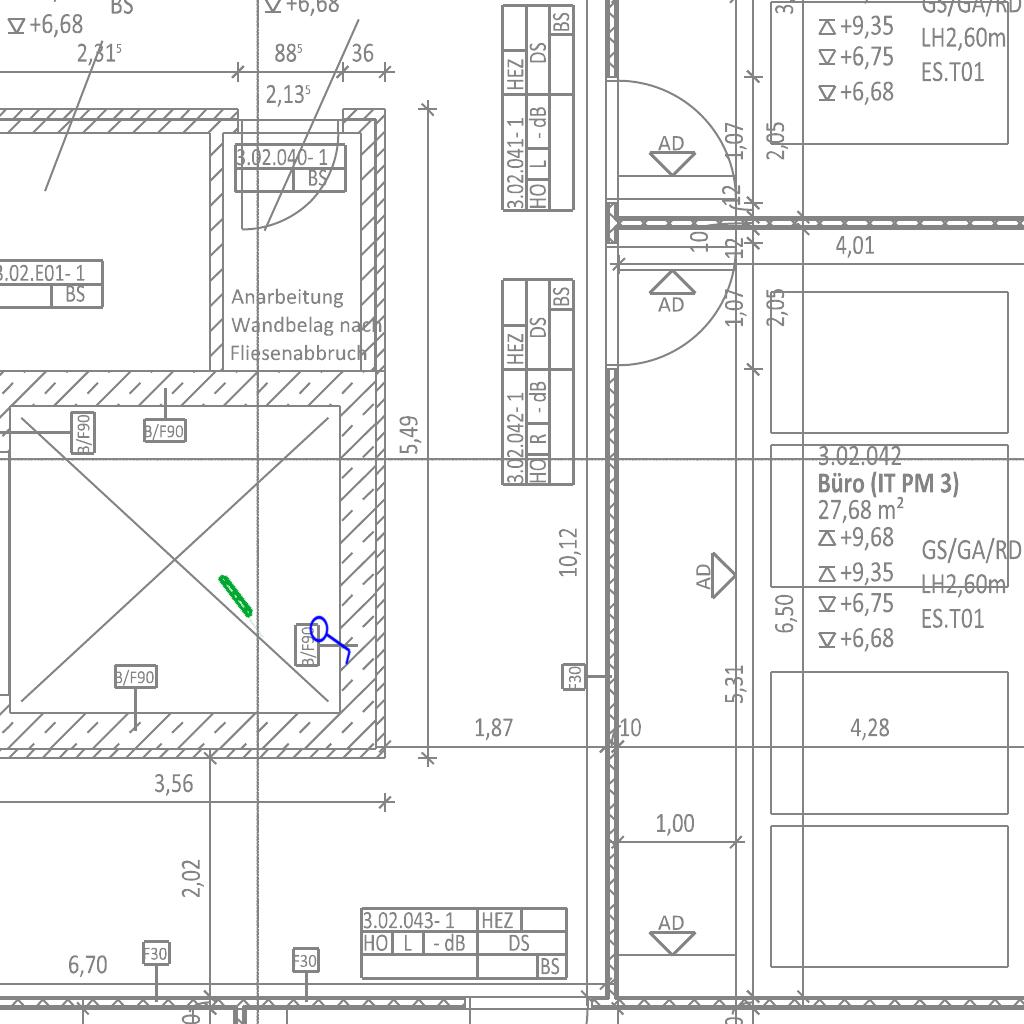 BS
+6,68
+6,68
2,31⁵
88⁵
36
2,13⁵
3.02.040- 1
BS
BS
DS
HEZ
- dB
L
HO
3.02.041- 1
AD
1,07
2,05
12
GS/GA/RD
+9,35
LH2,60m
+6,75
ES.T01
+6,68
10
12
4,01
3.02.E01- 1
BS
Anarbeitung
Wandbelag nach
Fliesenabbruch
BS
DS
HEZ
- dB
R
HO
3.02.042- 1
AD
1,07
2,05
B/F90
B/F90
5,49
3.02.042
Büro (IT PM 3)
27,68 m²
+9,68
GS/GA/RD
+9,35
LH2,60m
+6,75
ES.T01
+6,68
10,12
AD
6,50
B/F90
B/F90
F30
5,31
1,87
10
4,28
3,56
1,00
2,02
3.02.043- 1
HEZ
HO
L
- dB
DS
BS
AD
F30
F30
6,70